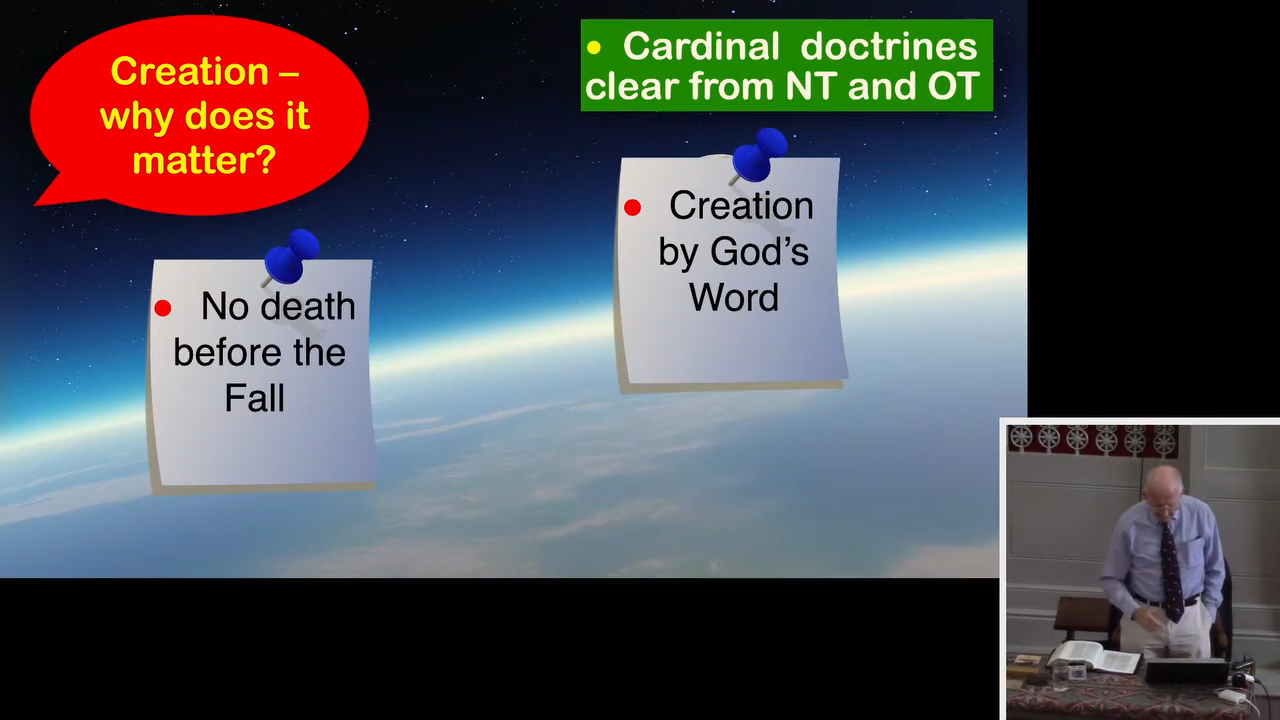 Creation –
why does it
matter?
• Cardinal doctrines
clear from NT and OT
• No death
before the
Fall
• Creation
by God’s
Word